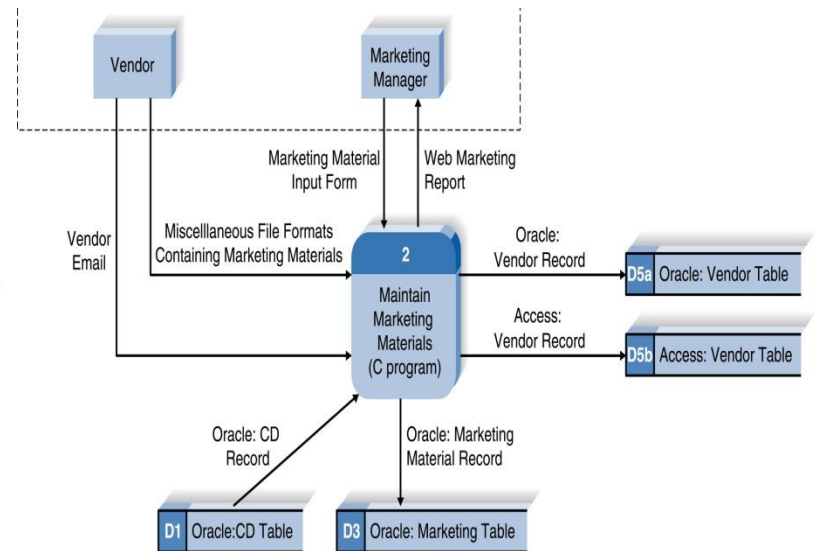 Vendor
Marketing
Manager
Marketing Material
Input Form
Web Marketing
Report
Vendor
Email
Miscelllaneous File Formats
Containing Marketing Materials
2
Maintain
Marketing
Materials
(C program)
Oracle:
Vendor Record
D5a Oracle: Vendor Table
Access:
Vendor Record
D5b Access: Vendor Table
Oracle: CD
Record
Oracle: Marketing
Material Record
D1 Oracle:CD Table
D3 Oracle: Marketing Table